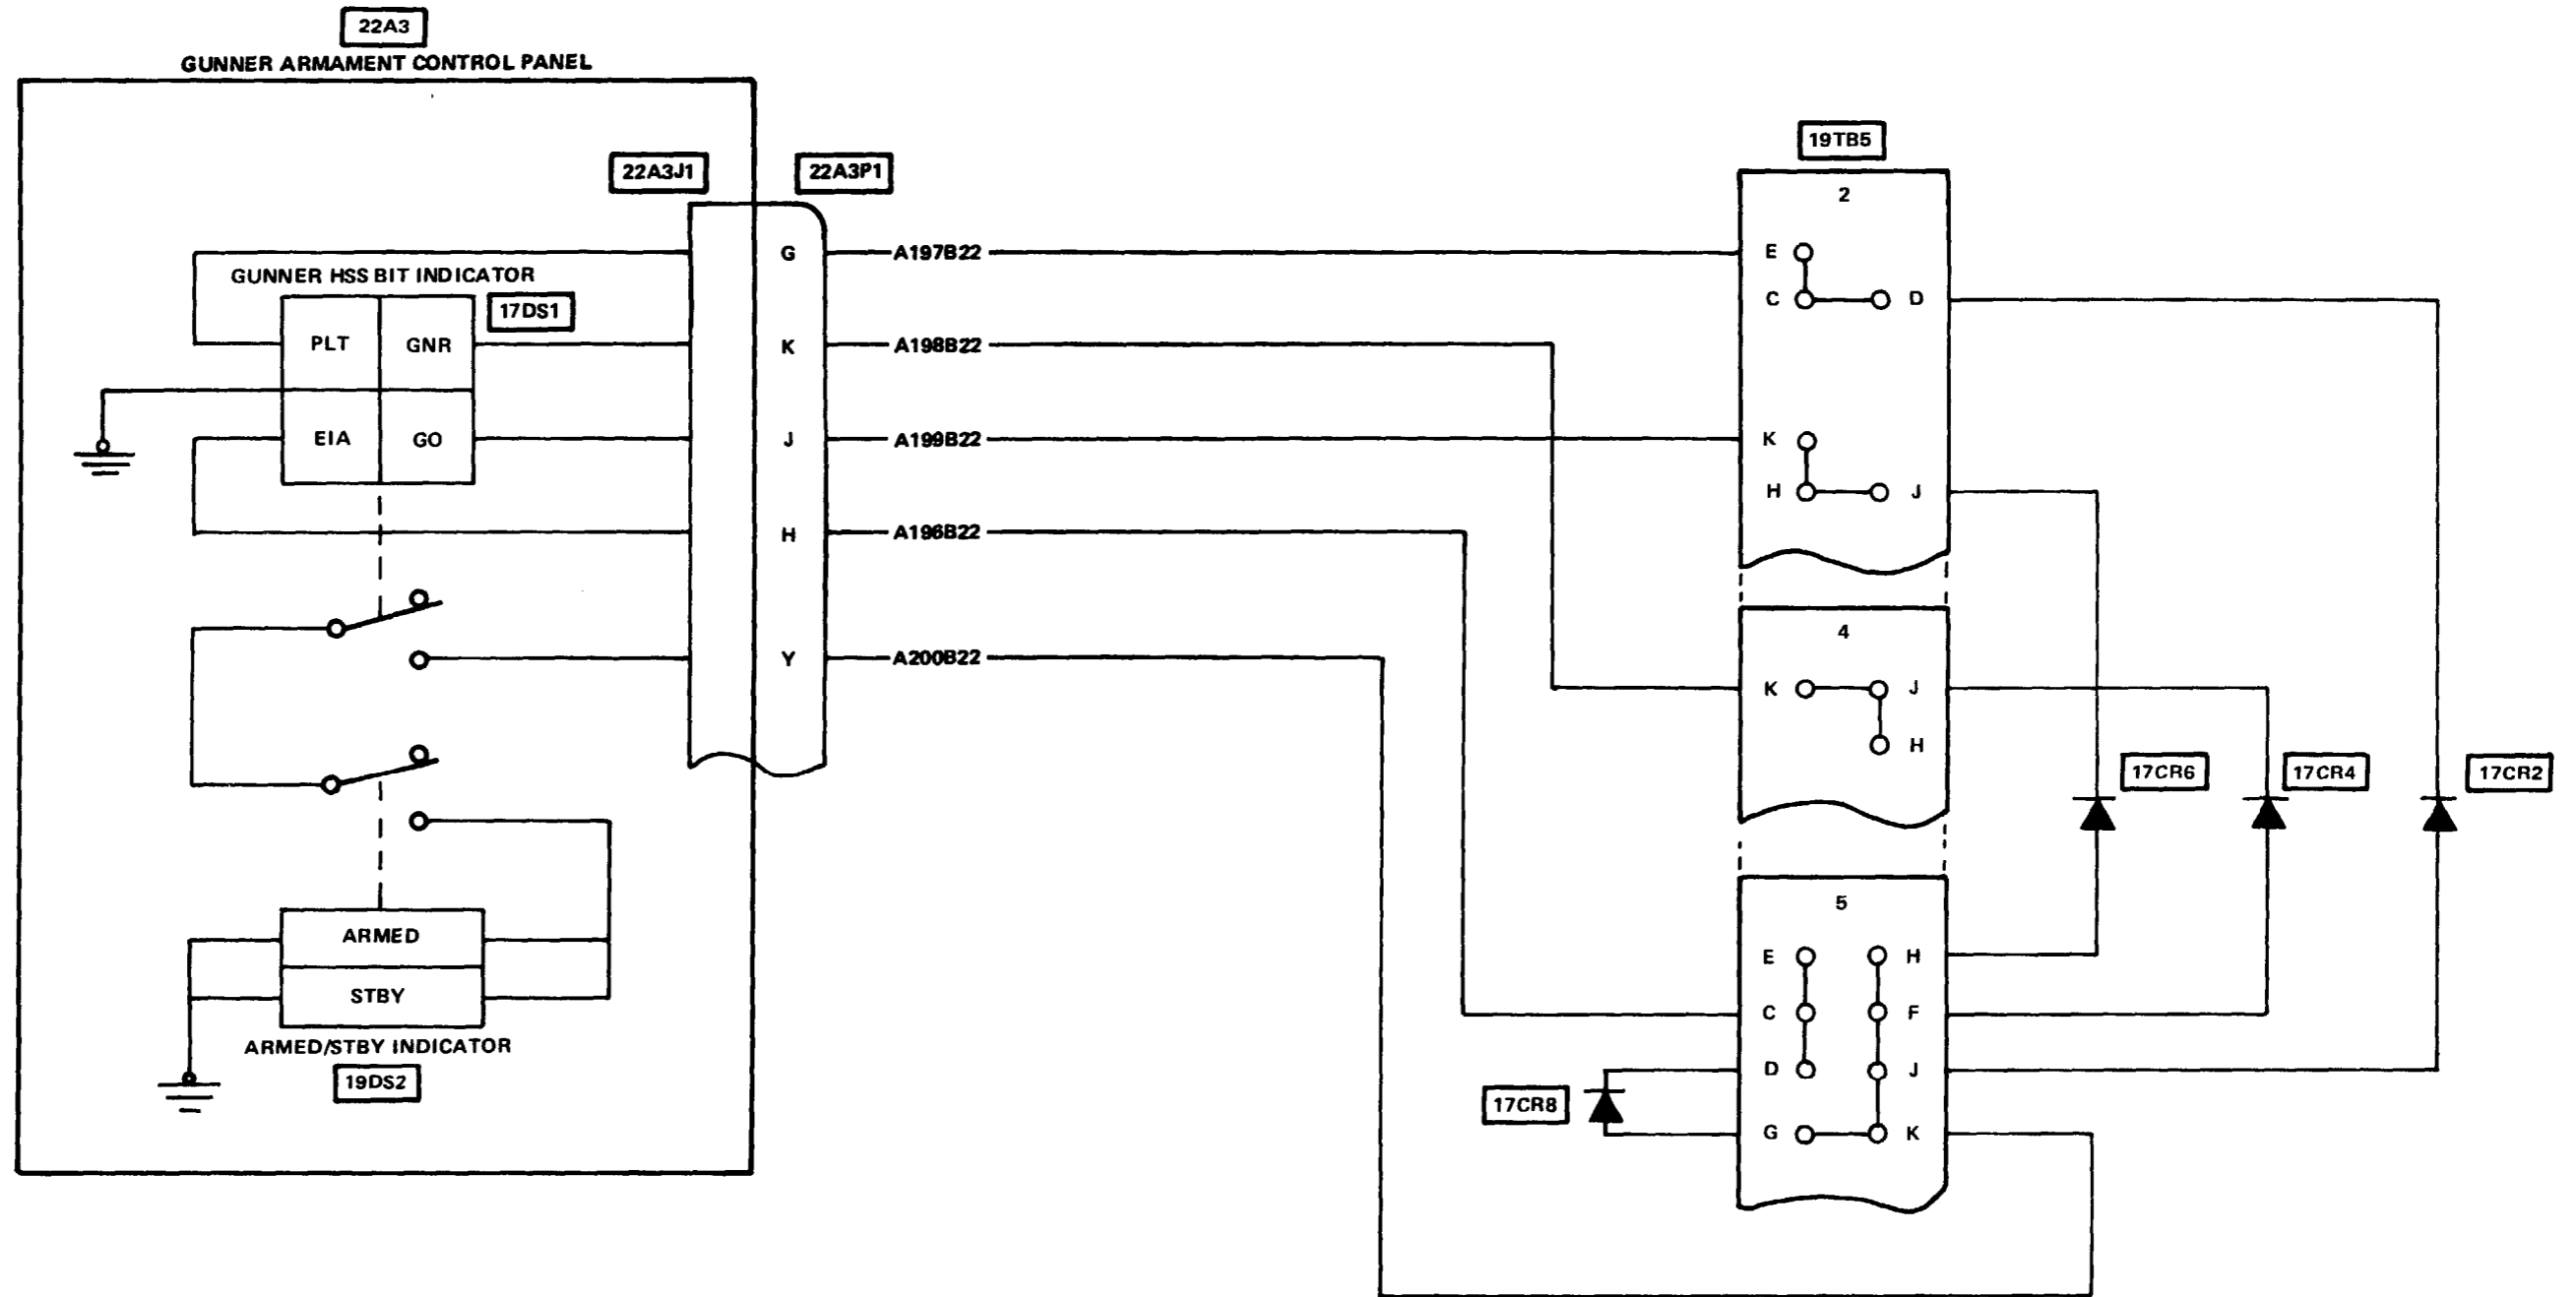 22A3
GUNNER ARMAMENT CONTROL PANEL
19TB5
22A3J1
22A3P1
2
G
A197B22
E
GUNNER HSS BIT INDICATOR
17DS1
C
D
PLT
GNR
K
A198B22
EIA
GO
J
A199B22
K
H
J
H
A196B22
4
Y
A200B22
K
J
H
17CR6
17CR4
17CR2
5
ARMED
E
H
STBY
C
F
ARMED/STBY INDICATOR
19DS2
D
J
17CR8
G
K